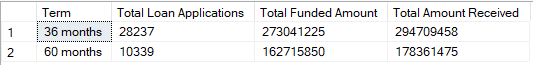 Term Total Loan Applications Total Funded Amount Total Amount Received
1 36 months 28237 273041225 294709458
2 60 months 10339 162715850 178361475